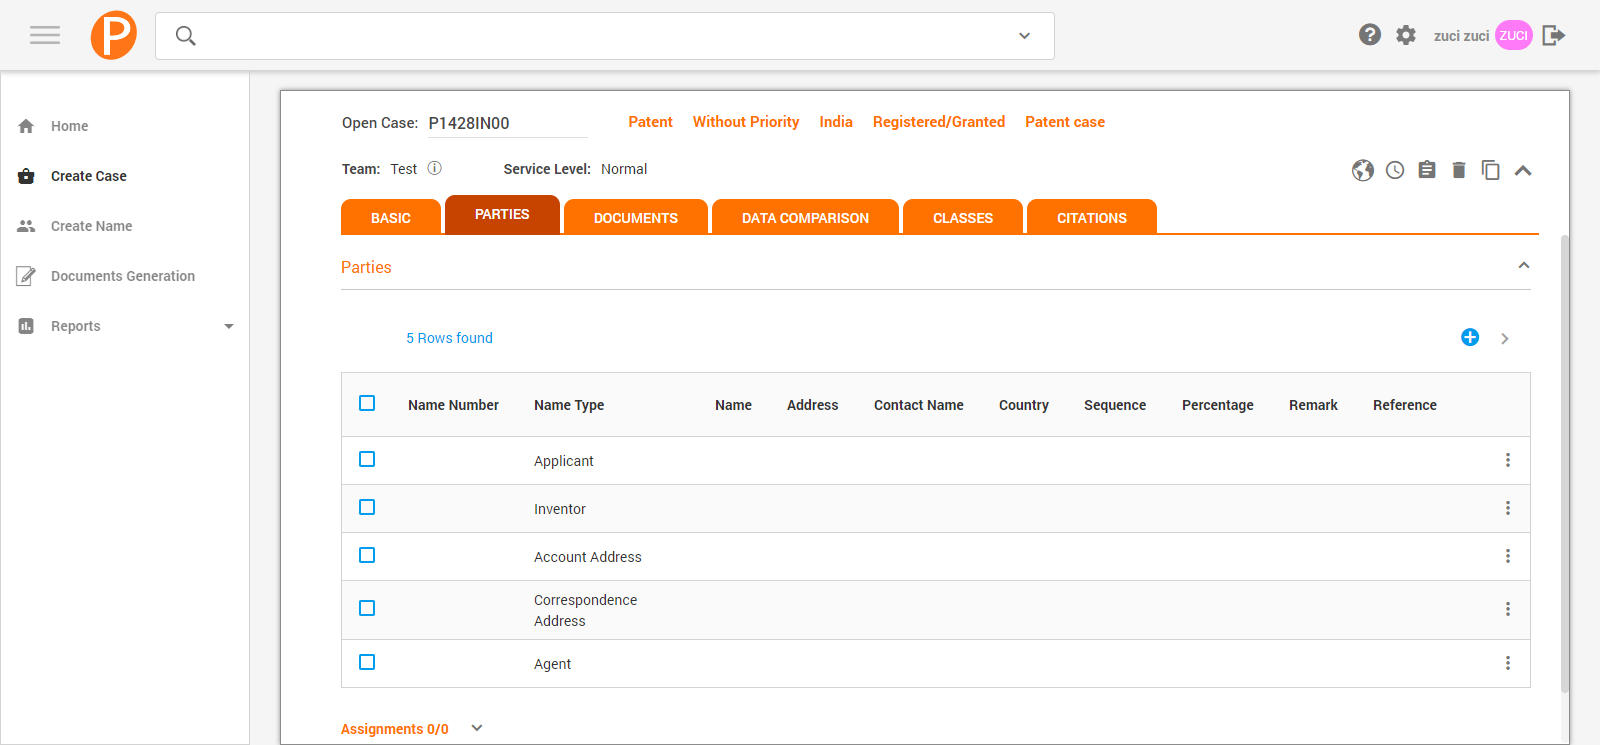 P
zuci zuci ZUCI
Home
Create Case
Create Name
Documents Generation
Reports
Open Case: P1428IN00 Patent Without Priority India Registered/Granted Patent case
Team: Test Service Level: Normal
BASIC PARTIES DOCUMENTS DATA COMPARISON CLASSES CITATIONS
Parties
5 Rows found
Name Number Name Type Name Address Contact Name Country Sequence Percentage Remark Reference
Applicant
Inventor
Account Address
Correspondence
Address
Agent
Assignments 0/0